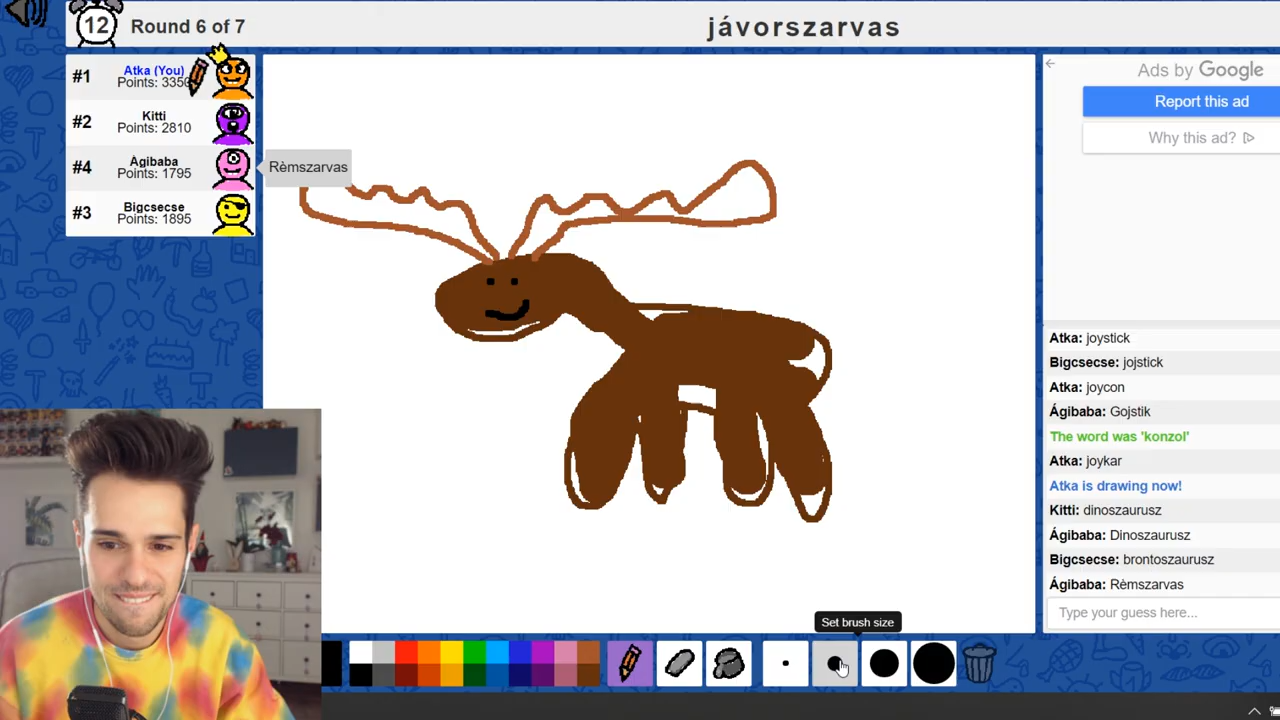 12
Round 6 of 7
jávorszarvas
#1
Atka (You)
Points: 3350
#2
Kitti
Points: 2810
#4
Ágibaba
Points: 1795
Rèmszarvas
#3
Bigcsecse
Points: 1895
Ads by Google
Report this ad
Why this ad?
Atka: joystick
Bigcsecse: jojstick
Atka: joycon
Ágibaba: Gojstik
The word was 'konzol'
Atka: joykar
Atka is drawing now!
Kitti: dinoszaurusz
Ágibaba: Dinoszaurusz
Bigcsecse: brontoszaurusz
Ágibaba: Rèmszarvas
Type your guess here...
Set brush size